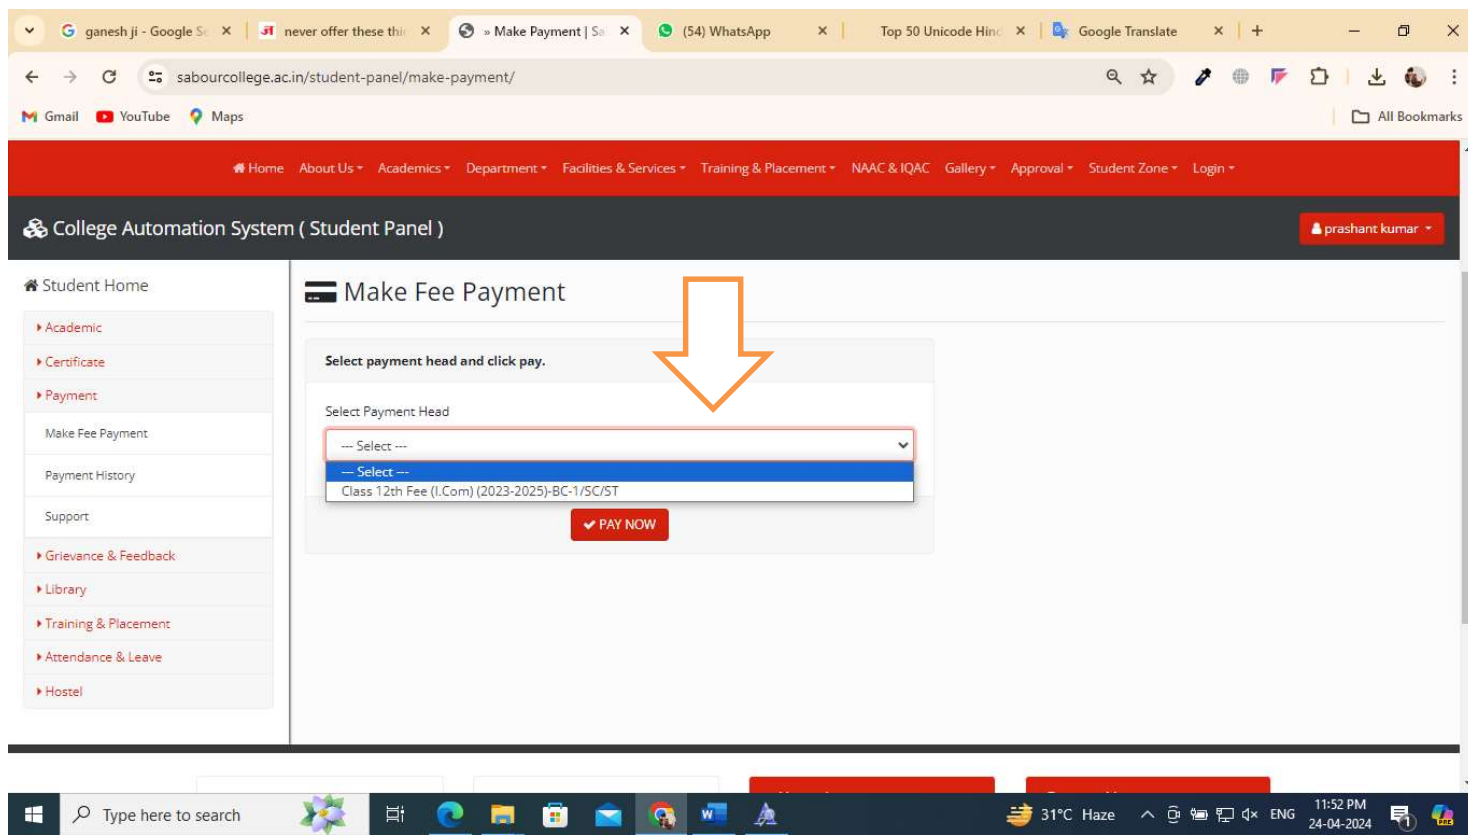 ganesh ji - Google Se
never offer these thi
» Make Payment | Sa
(54) WhatsApp
Top 50 Unicode Hind
Google Translate
sabourcollege.ac.in/student-panel/make-payment/
Gmail
YouTube
Maps
All Bookmarks
Home About Us Academics Department Facilities & Services Training & Placement NAAC & IQAC Gallery Approval Student Zone Login
College Automation System ( Student Panel )
prashant kumar
Student Home
Academic
Certificate
Payment
Make Fee Payment
Payment History
Support
Grievance & Feedback
Library
Training & Placement
Attendance & Leave
Hostel
Make Fee Payment
Select payment head and click pay.
Select Payment Head
--- Select ---
--- Select ---
Class 12th Fee (I.Com) (2023-2025)-BC-1/SC/ST
PAY NOW
Type here to search
31°C Haze
ENG
11:52 PM
24-04-2024